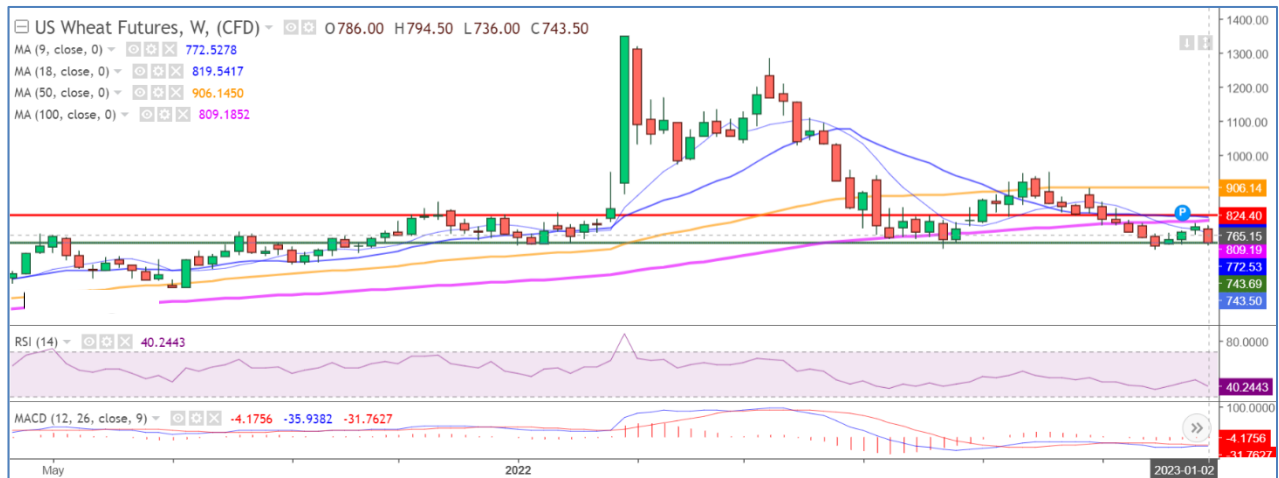 US Wheat Futures, W, (CFD) O786.00 H794.50 L736.00 C743.50
MA (9, close, 0) 772.5278
MA (18, close, 0) 819.5417
MA (50, close, 0) 906.1450
MA (100, close, 0) 809.1852
1400.00
1300.00
1200.00
1100.00
1000.00
906.14
P
824.40
765.15
809.19
772.53
743.69
743.50
RSI (14) 40.2443
80.0000
40.2443
MACD (12, 26, close, 9) -4.1756 -35.9382 -31.7627
100.0000
-4.1756
-31.7627
May
2022
2023-01-02